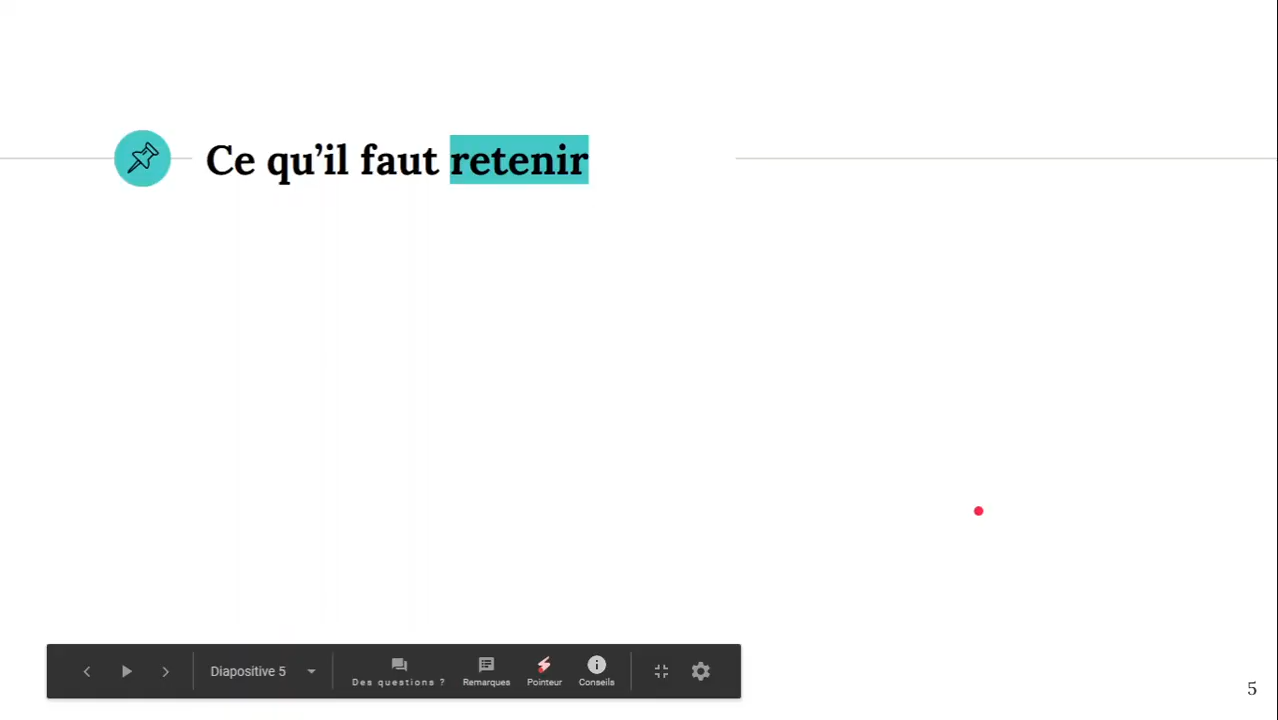 Ce qu’il faut retenir
Diapositive 5
Des questions ?
Remarques
Pointeur
Conseils
5